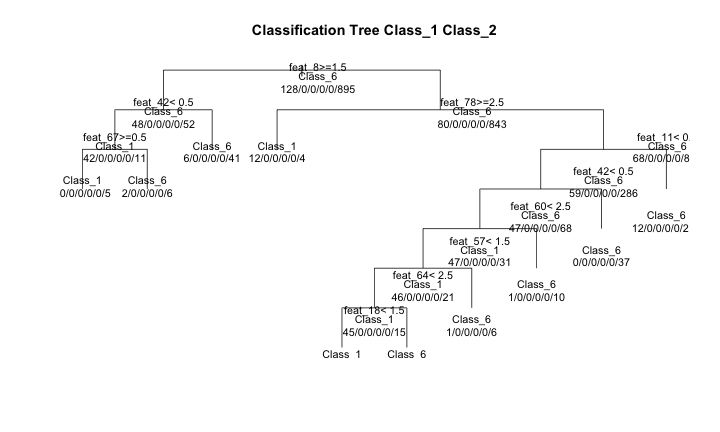 Classification Tree Class_1 Class_2
feat_8>=1.5
Class_6
128/0/0/0/0/895
feat_42< 0.5
Class_6
48/0/0/0/0/52
feat_78>=2.5
Class_6
80/0/0/0/0/843
feat_67>=0.5
Class_1
42/0/0/0/0/11
Class_6
6/0/0/0/0/41
Class_1
12/0/0/0/0/4
feat_11< 0.
Class_6
68/0/0/0/0/8
Class_1
0/0/0/0/0/5
Class_6
2/0/0/0/0/6
feat_42< 0.5
Class_6
59/0/0/0/0/286
Class_6
12/0/0/0/0/2
feat_60< 2.5
Class_6
47/0/0/0/0/68
Class_6
0/0/0/0/0/37
feat_57< 1.5
Class_1
47/0/0/0/0/31
Class_6
1/0/0/0/0/10
feat_64< 2.5
Class_1
46/0/0/0/0/21
Class_6
1/0/0/0/0/6
feat_18< 1.5
Class_1
45/0/0/0/0/15
Class_1
Class_6